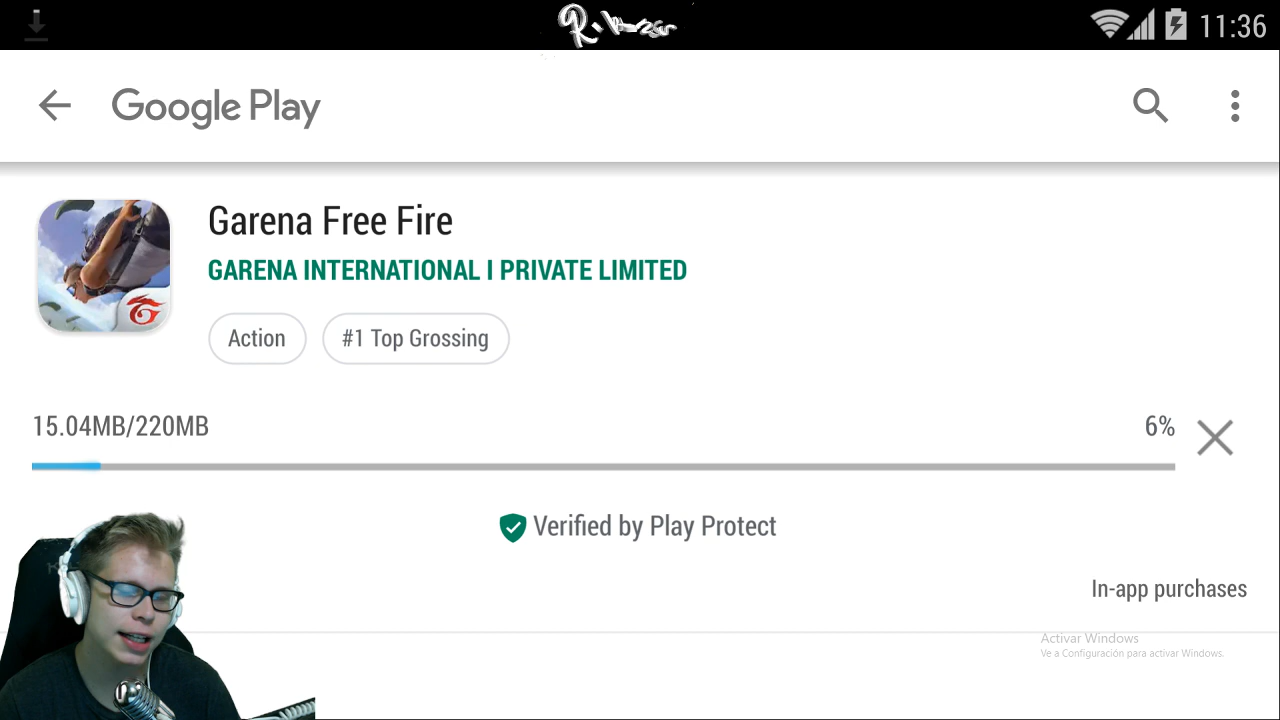 11:36
Google Play
Garena Free Fire
GARENA INTERNATIONAL I PRIVATE LIMITED
Action
#1 Top Grossing
15.04MB/220MB
6%
Verified by Play Protect
In-app purchases
Activar Windows
Ve a Configuración para activar Windows.